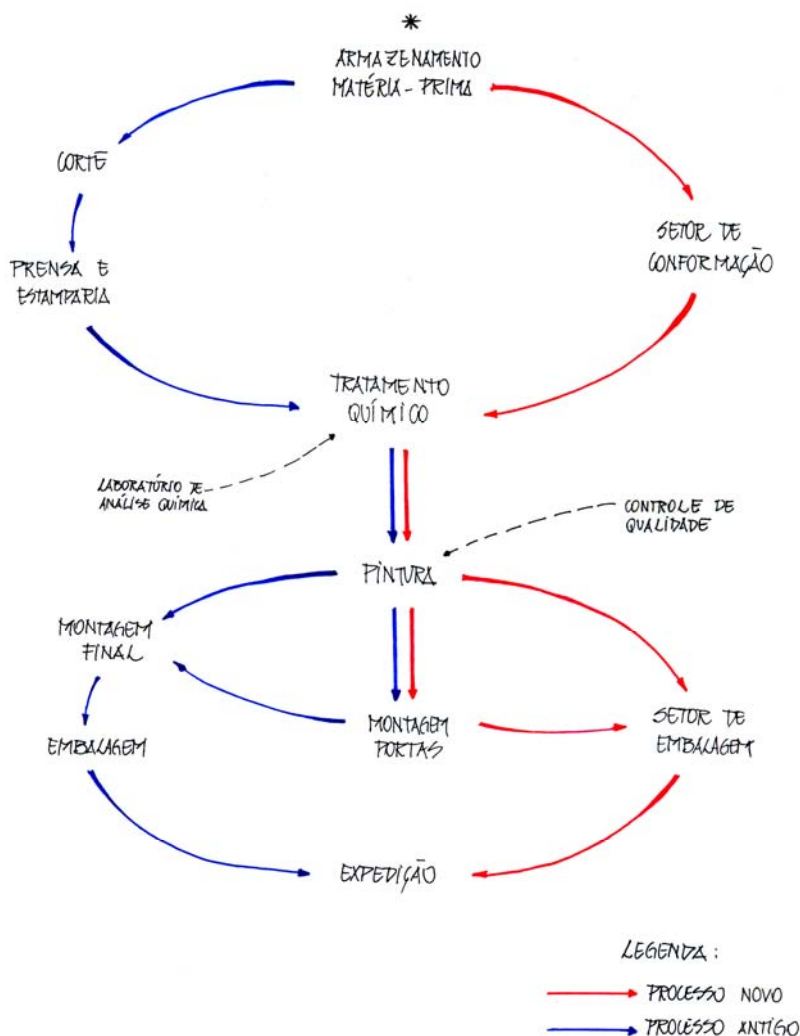 *
ARMAZENAMENTO
MATÉRIA-PRIMA
CORTE
PRENSA E
ESTAMPARIA
SETOR DE
CONFORMAÇÃO
TRATAMENTO
QUÍMICO
LABORATÓRIO DE
ANÁLISE QUÍMICA
CONTROLE DE
QUALIDADE
PINTURA
MONTAGEM
FINAL
EMBALAGEM
MONTAGEM
PORTAS
SETOR DE
EMBALAGEM
EXPEDIÇÃO
LEGENDA:
PROCESSO NOVO
PROCESSO ANTIGO